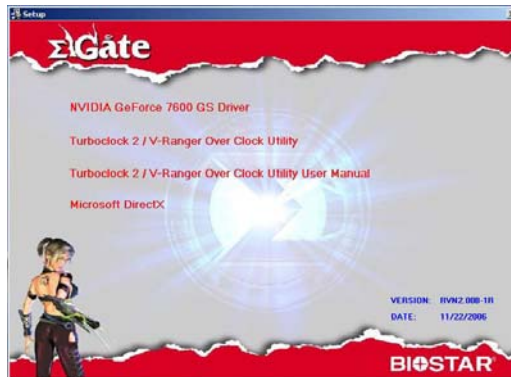 Setup
ΣGate
NVIDIA GeForce 7600 GS Driver
Turboclock 2 / V-Ranger Over Clock Utility
Turboclock 2 / V-Ranger Over Clock Utility User Manual
Microsoft DirectX
VERSION: RVN2.000-1R
DATE: 11/22/2006
BIOSTAR